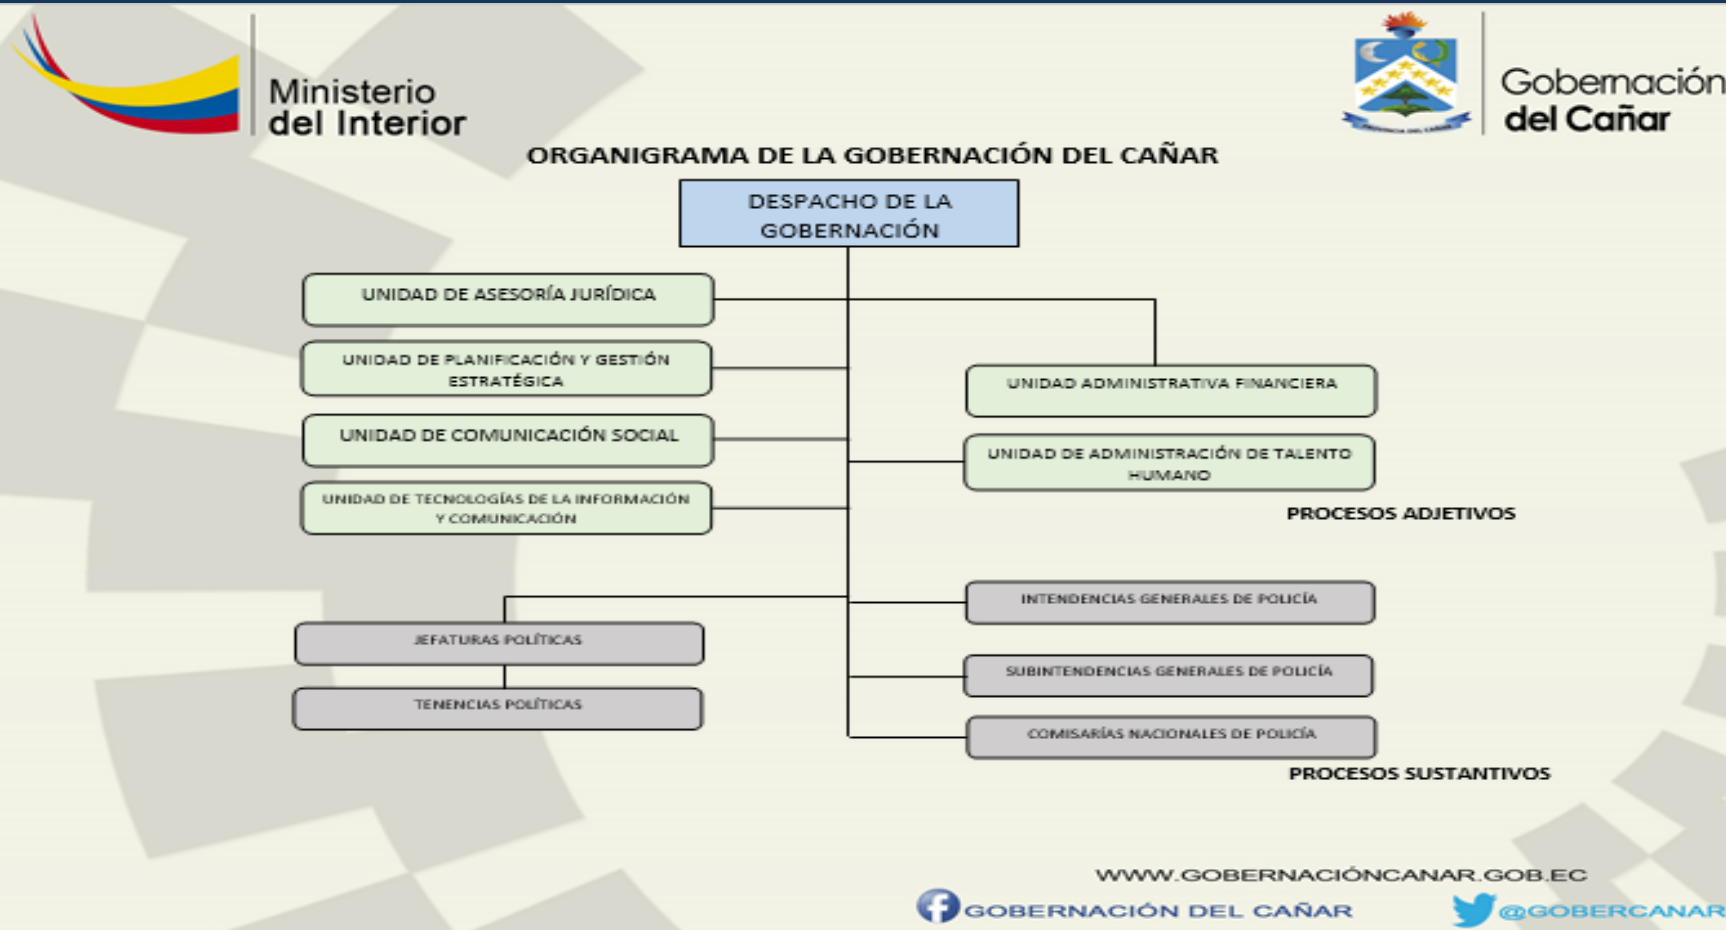 Ministerio
del Interior
Gobernación
del Cañar
PROVINCIA DEL CAÑAR
ORGANIGRAMA DE LA GOBERNACIÓN DEL CAÑAR
DESPACHO DE LA
GOBERNACIÓN
UNIDAD DE ASESORÍA JURÍDICA
UNIDAD DE PLANIFICACIÓN Y GESTIÓN
ESTRATÉGICA
UNIDAD DE COMUNICACIÓN SOCIAL
UNIDAD DE TECNOLOGÍAS DE LA INFORMACIÓN
Y COMUNICACIÓN
UNIDAD ADMINISTRATIVA FINANCIERA
UNIDAD DE ADMINISTRACIÓN DE TALENTO
HUMANO
PROCESOS ADJETIVOS
JEFATURAS POLÍTICAS
TENENCIAS POLÍTICAS
INTENDENCIAS GENERALES DE POLICÍA
SUBINTENDENCIAS GENERALES DE POLICÍA
COMISARÍAS NACIONALES DE POLICÍA
PROCESOS SUSTANTIVOS
WWW.GOBERNACIÓNCANAR.GOB.EC
GOBERNACIÓN DEL CAÑAR
@GOBERCANAR